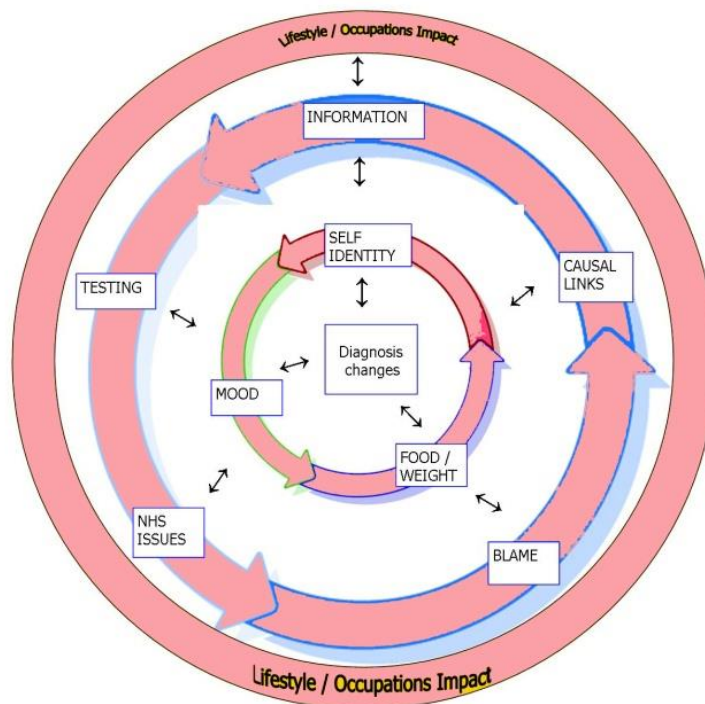 Lifestyle / Occupations Impact
INFORMATION
SELF
IDENTITY
CAUSAL
LINKS
TESTING
Diagnosis
changes
MOOD
FOOD /
WEIGHT
NHS
ISSUES
BLAME
Lifestyle / Occupations Impact